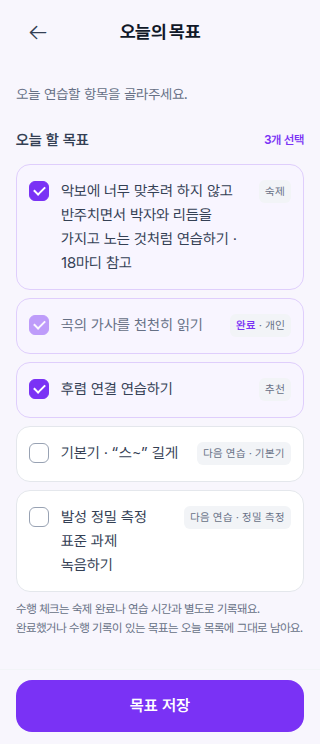 오늘의 목표
오늘 연습할 항목을 골라주세요.
오늘 할 목표
3개 선택
악보에 너무 맞추려 하지 않고
숙제
반주치면서 박자와 리듬을
가지고 노는 것처럼 연습하기 ·
18마디 참고
곡의 가사를 천천히 읽기
완료 · 개인
후렴 연결 연습하기
추천
기본기 · “스~” 길게
다음 연습 · 기본기
발성 정밀 측정
다음 연습 · 정밀 측정
표준 과제
녹음하기
수행 체크는 숙제 완료나 연습 시간과 별도로 기록돼요.
완료했거나 수행 기록이 있는 목표는 오늘 목록에 그대로 남아요.
목표 저장